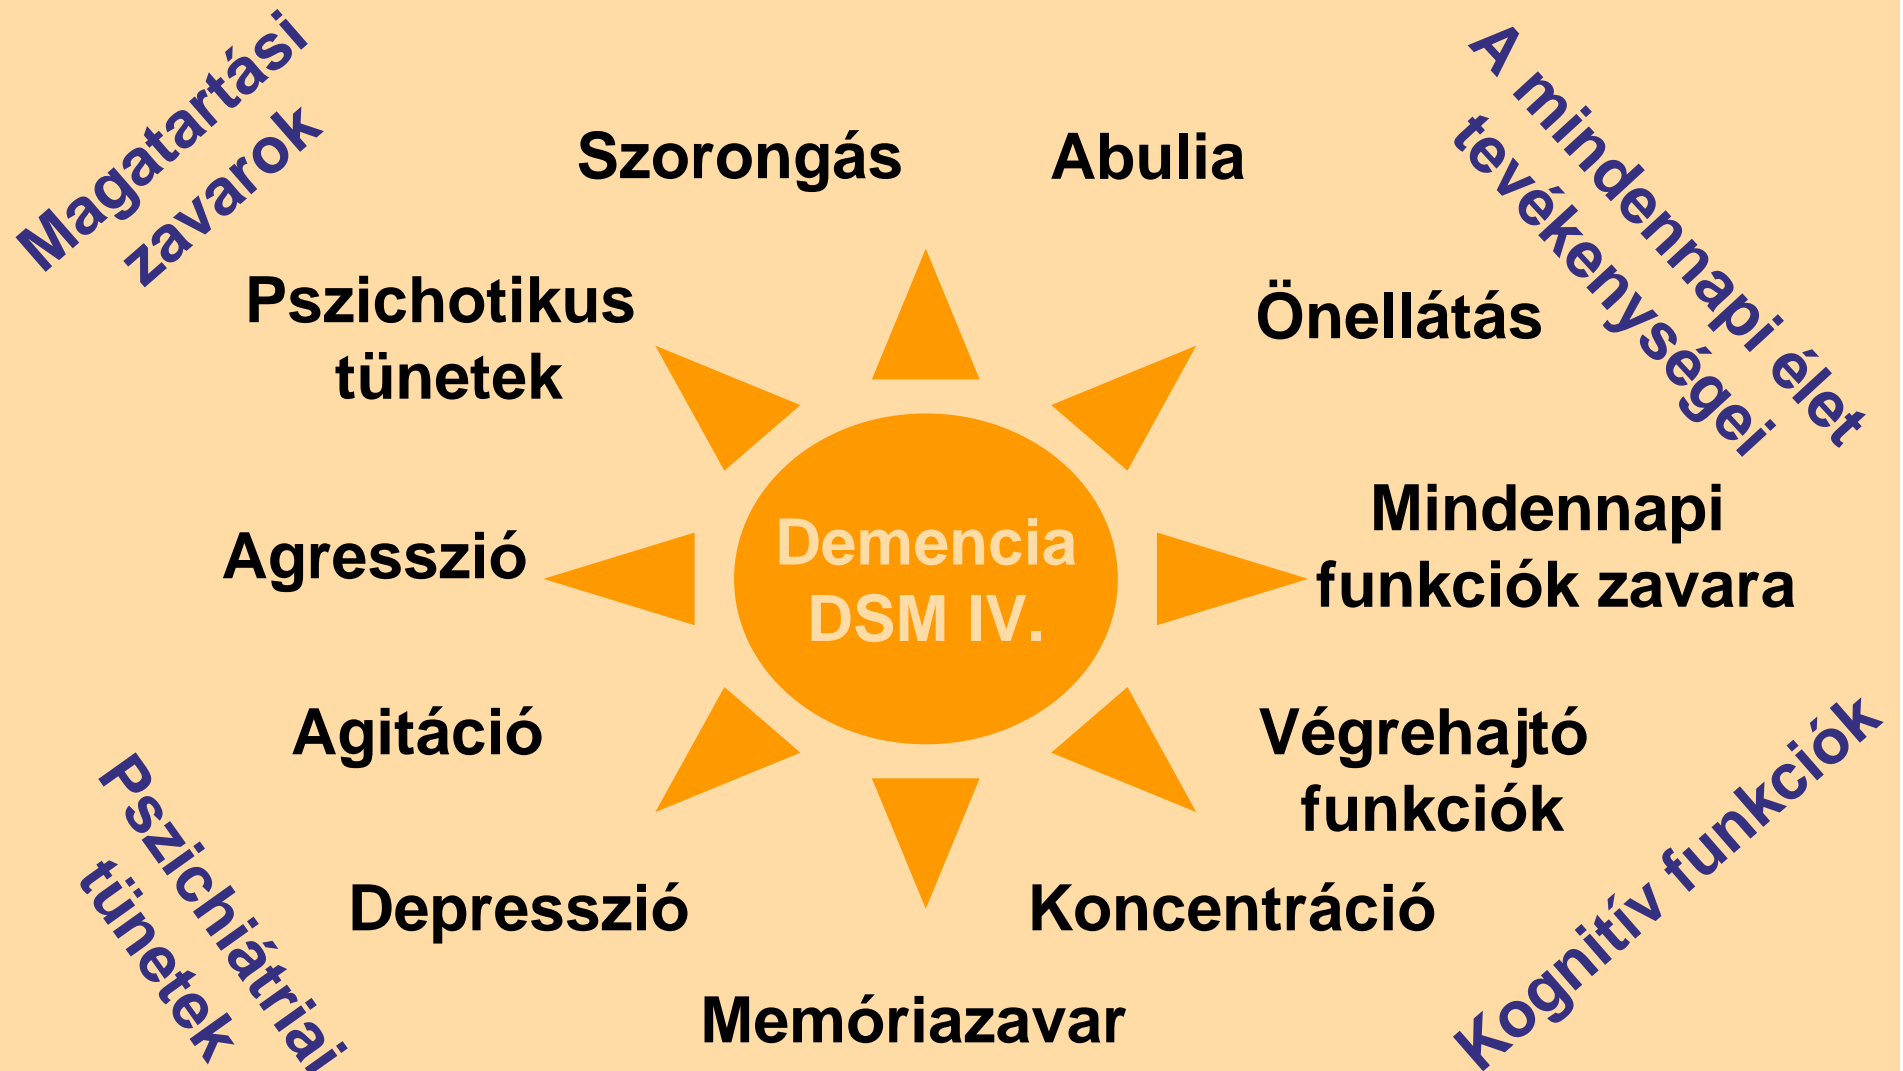 Magatartási
zavarok
A mindennapi élet
tevékenységei
Szorongás
Abulia
Pszichotikus
tünetek
Önellátás
Agresszió
Demencia
DSM IV.
Mindennapi
funkciók zavara
Agitáció
Végrehajtó
funkciók
Pszichiátriai
tünetek
Depresszió
Koncentráció
Kognitív funkciók
Memóriazavar